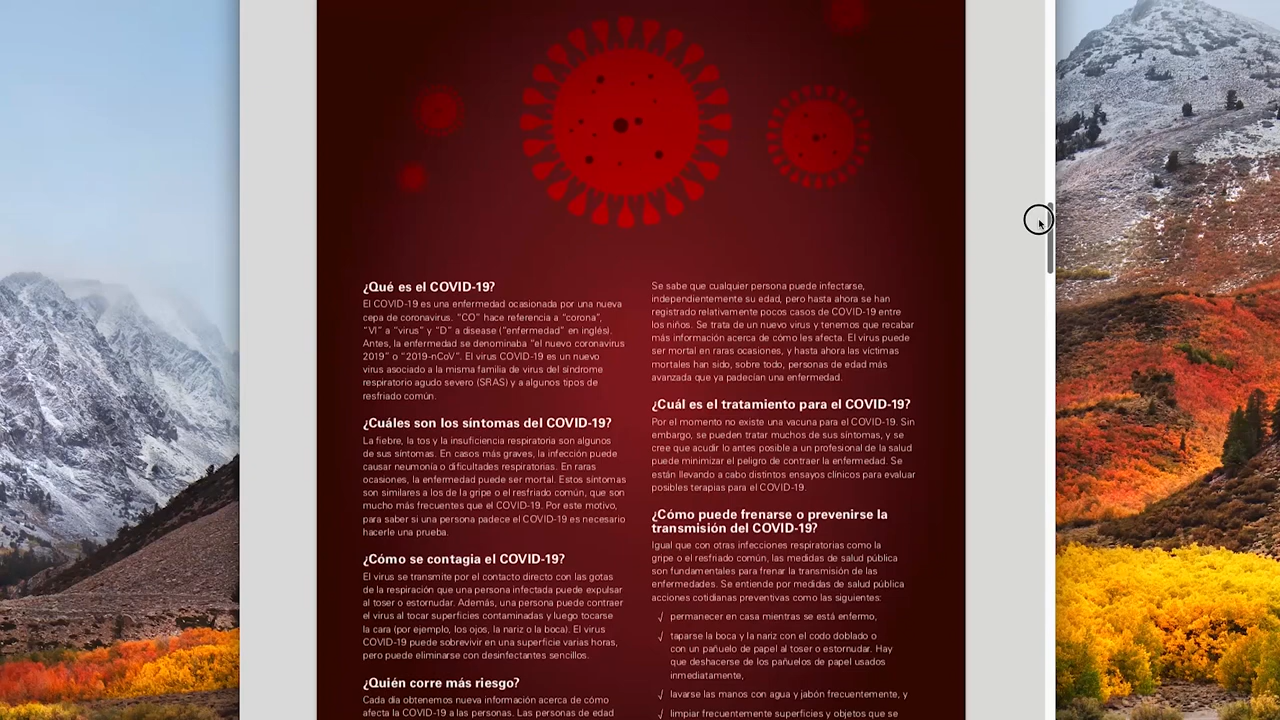 ¿Qué es el COVID-19?
El COVID-19 es una enfermedad ocasionada por una nueva
cepa de coronavirus. "CO" hace referencia a "corona",
"VI" a "virus" y "D" a disease ("enfermedad" en inglés).
Antes, la enfermedad se denominaba "el nuevo coronavirus
2019" o "2019-nCoV". El virus COVID-19 es un nuevo
virus asociado a la misma familia de virus del síndrome
respiratorio agudo severo (SRAS) y a algunos tipos de
resfriado común.
¿Cuáles son los síntomas del COVID-19?
La fiebre, la tos y la insuficiencia respiratoria son algunos
de sus síntomas. En casos más graves, la infección puede
causar neumonía o dificultades respiratorias. En raras
ocasiones, la enfermedad puede ser mortal. Estos síntomas
son similares a los de la gripe o el resfriado común, que son
mucho más frecuentes que el COVID-19. Por este motivo,
para saber si una persona padece el COVID-19 es necesario
hacerle una prueba.
¿Cómo se contagia el COVID-19?
El virus se transmite por el contacto directo con las gotas
de la respiración que una persona infectada puede expulsar
al toser o estornudar. Además, una persona puede contraer
el virus al tocar superficies contaminadas y luego tocarse
la cara (por ejemplo, los ojos, la nariz o la boca). El virus
COVID-19 puede sobrevivir en una superficie varias horas,
pero puede eliminarse con desinfectantes sencillos.
¿Quién corre más riesgo?
Cada día obtenemos nueva información acerca de cómo
afecta la COVID-19 a las personas. Las personas de edad
Se sabe que cualquier persona puede infectarse,
independientemente su edad, pero hasta ahora se han
registrado relativamente pocos casos de COVID-19 entre
los niños. Se trata de un nuevo virus y tenemos que recabar
más información acerca de cómo les afecta. El virus puede
ser mortal en raras ocasiones, y hasta ahora las víctimas
mortales han sido, sobre todo, personas de edad más
avanzada que ya padecían una enfermedad.
¿Cuál es el tratamiento para el COVID-19?
Por el momento no existe una vacuna para el COVID-19. Sin
embargo, se pueden tratar muchos de sus síntomas, y se
cree que acudir lo antes posible a un profesional de la salud
puede minimizar el peligro de contraer la enfermedad. Se
están llevando a cabo distintos ensayos clínicos para evaluar
posibles terapias para el COVID-19.
¿Cómo puede frenarse o prevenirse la
transmisión del COVID-19?
Igual que con otras infecciones respiratorias como la
gripe o el resfriado común, las medidas de salud pública
son fundamentales para frenar la transmisión de las
enfermedades. Se entiende por medidas de salud pública
acciones cotidianas preventivas como las siguientes:
√ permanecer en casa mientras se está enfermo,
√ taparse la boca y la nariz con el codo doblado o
con un pañuelo de papel al toser o estornudar. Hay
que deshacerse de los pañuelos de papel usados
inmediatamente,
√ lavarse las manos con agua y jabón frecuentemente, y
√ limpiar frecuentemente superficies y objetos que se